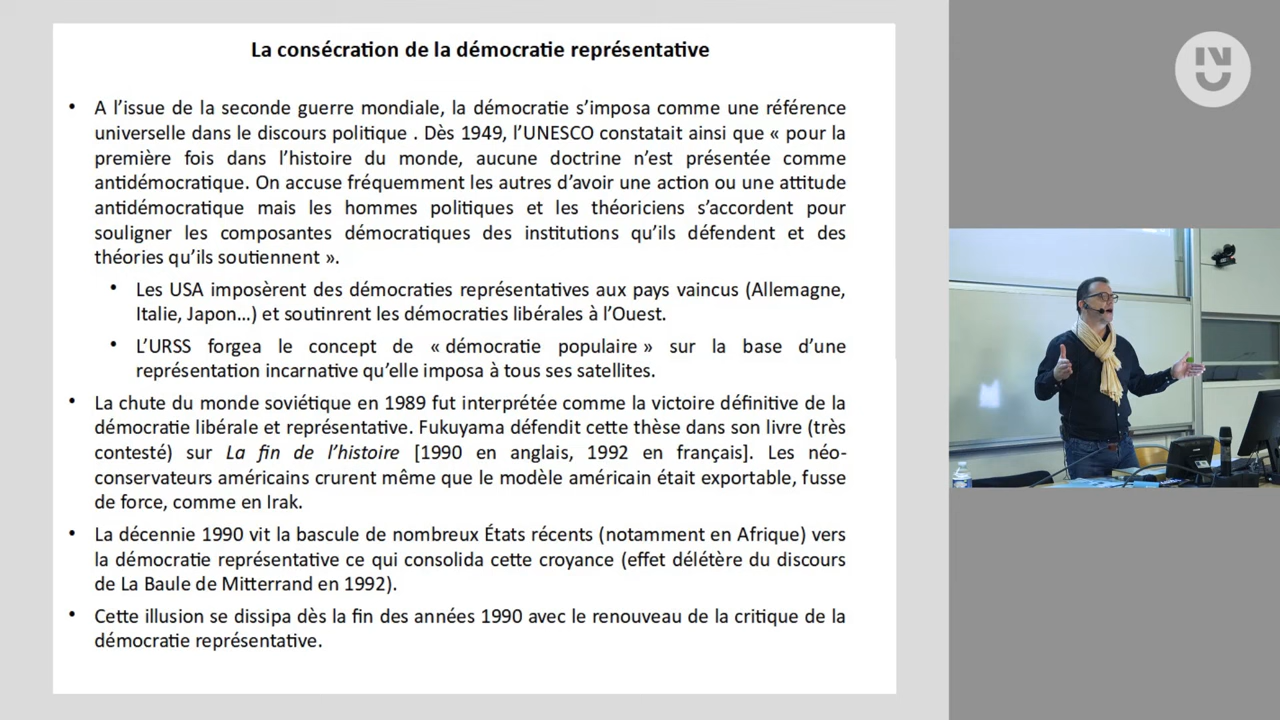 La consécration de la démocratie représentative
• A l’issue de la seconde guerre mondiale, la démocratie s’imposa comme une référence
universelle dans le discours politique . Dès 1949, l’UNESCO constatait ainsi que « pour la
première fois dans l’histoire du monde, aucune doctrine n’est présentée comme
antidémocratique. On accuse fréquemment les autres d’avoir une action ou une attitude
antidémocratique mais les hommes politiques et les théoriciens s’accordent pour
souligner les composantes démocratiques des institutions qu’ils défendent et des
théories qu’ils soutiennent ».
• Les USA imposèrent des démocraties représentatives aux pays vaincus (Allemagne,
Italie, Japon…) et soutinrent les démocraties libérales à l’Ouest.
• L’URSS forgea le concept de « démocratie populaire » sur la base d’une
représentation incarnative qu’elle imposa à tous ses satellites.
• La chute du monde soviétique en 1989 fut interprétée comme la victoire définitive de la
démocratie libérale et représentative. Fukuyama défendit cette thèse dans son livre (très
contesté) sur La fin de l’histoire [1990 en anglais, 1992 en français]. Les néo-
conservateurs américains crurent même que le modèle américain était exportable, fusse
de force, comme en Irak.
• La décennie 1990 vit la bascule de nombreux États récents (notamment en Afrique) vers
la démocratie représentative ce qui consolida cette croyance (effet délétère du discours
de La Baule de Mitterrand en 1992).
• Cette illusion se dissipa dès la fin des années 1990 avec le renouveau de la critique de la
démocratie représentative.
IN
U